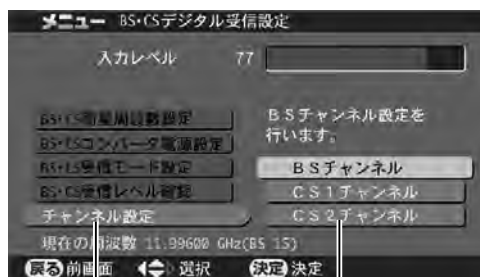 メニュー BS・CSデジタル受信設定
入力レベル 77
BS・CS衛星周波数設定
BS・CSコンバータ電源設定
BS・CS受信モード設定
BS・CS受信レベル確認
チャンネル設定
BSチャンネル設定を
行います。
BSチャンネル
CS1チャンネル
CS2チャンネル
現在の周波数 11.99600 GHz(BS 15)
戻る 前画面 選択 決定 決定